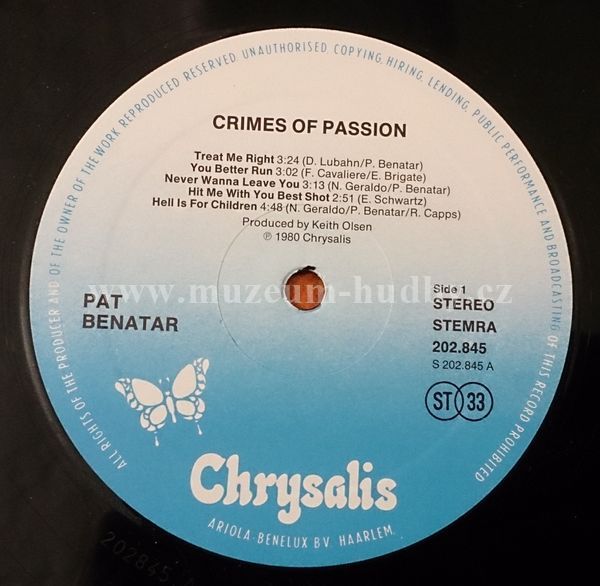 ALL RIGHTS OF THE PRODUCER AND OF THE OWNER OF THE WORK REPRODUCED RESERVED. UNAUTHORISED. COPYING, HIRING, LENDING, PUBLIC PERFORMANCE AND BROADCASTING OF THIS RECORD PROHIBITED
CRIMES OF PASSION
Treat Me Right 3:24 (D. Lubahn/P. Benatar)
You Better Run 3:02 (F. Cavaliere/E. Brigate)
Never Wanna Leave You 3:13 (N. Geraldo/P. Benatar)
Hit Me With You Best Shot 2:51 (E. Schwartz)
Hell Is For Children 4:48 (N. Geraldo/P. Benatar/R. Capps)
Produced by Keith Olsen
℗ 1980 Chrysalis
www.muzeum-hudby.cz
PAT
BENATAR
Side 1
STEREO
STEMRA
202.845
S 202.845 A
ST 33
Chrysalis
ARIOLA-BENELUX B.V. HAARLEM.
202845